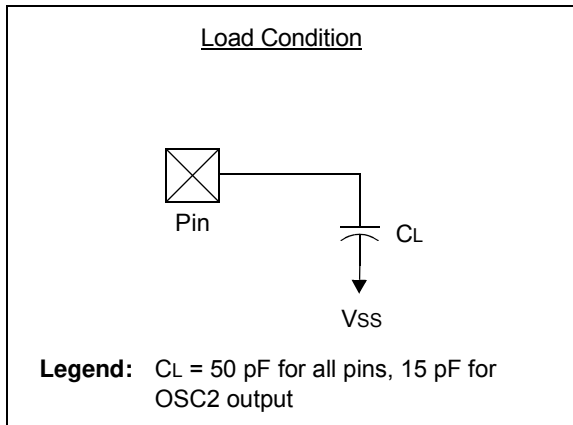 Load Condition
Pin
CL
VSS
Legend: CL = 50 pF for all pins, 15 pF for
OSC2 output